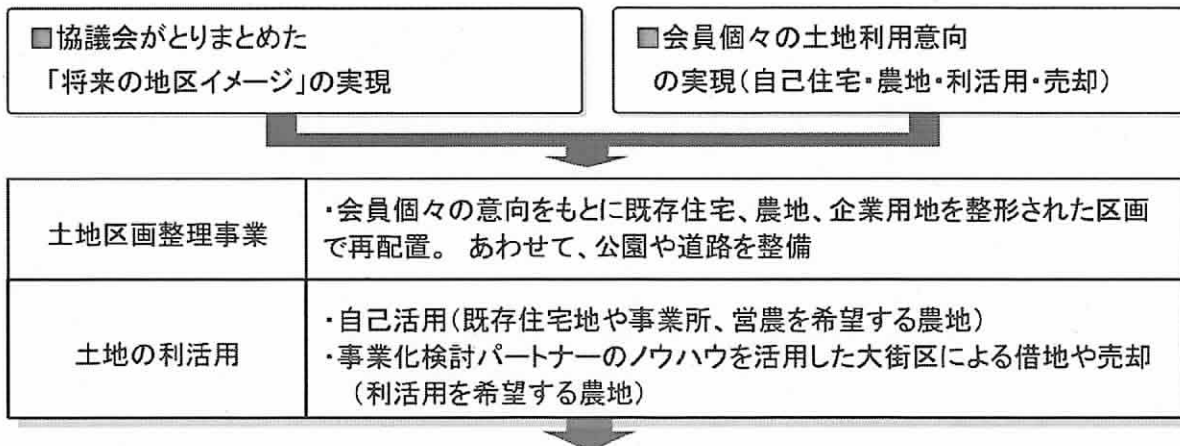 ■協議会がとりまとめた
「将来の地区イメージ」の実現
■会員個々の土地利用意向
の実現(自己住宅・農地・利活用・売却)
土地区画整理事業
・会員個々の意向をもとに既存住宅、農地、企業用地を整形された区画
で再配置。 あわせて、公園や道路を整備
土地の利活用
・自己活用(既存住宅地や事業所、営農を希望する農地)
・事業化検討パートナーのノウハウを活用した大街区による借地や売却
(利活用を希望する農地)